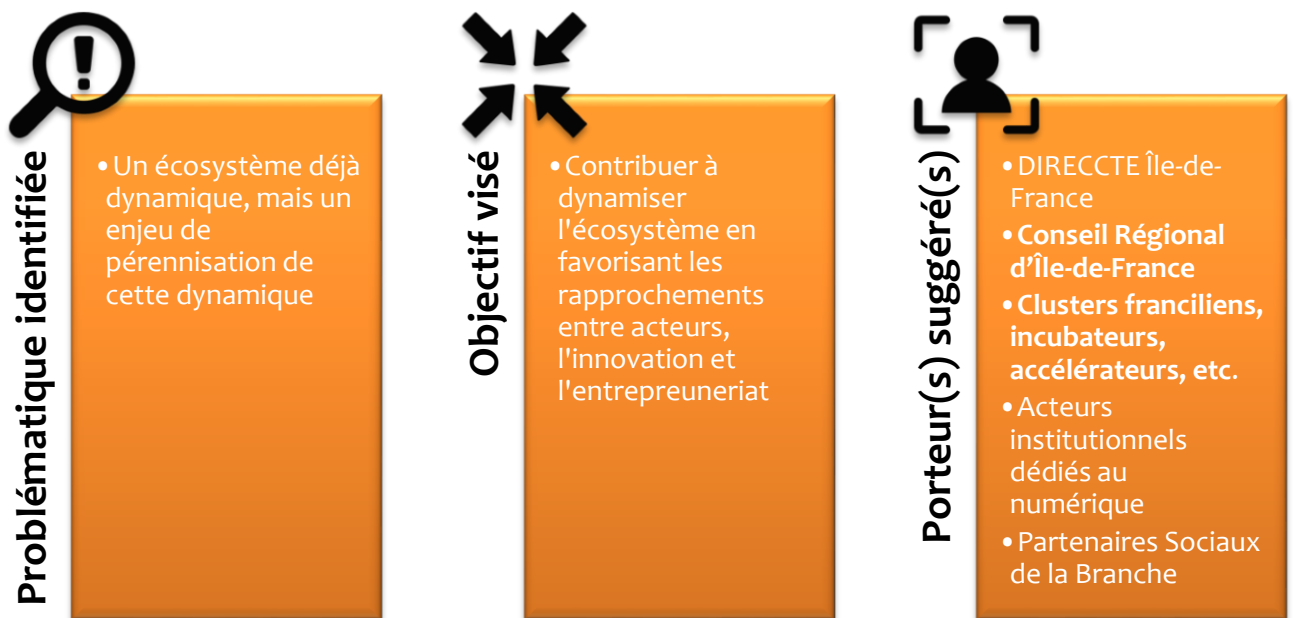 Problématique identifiée
•Un écosystème déjà
dynamique, mais un
enjeu de
pérennisation de
cette dynamique
Objectif visé
•Contribuer à
dynamiser
l'écosystème en
favorisant les
rapprochements
entre acteurs,
l'innovation et
l'entrepreuneriat
Porteur(s) suggéré(s)
•DIRECCTE Île-de-
France
•Conseil Régional
d’Île-de-France
•Clusters franciliens,
incubateurs,
accélérateurs, etc.
•Acteurs
institutionnels
dédiés au
numérique
•Partenaires Sociaux
de la Branche